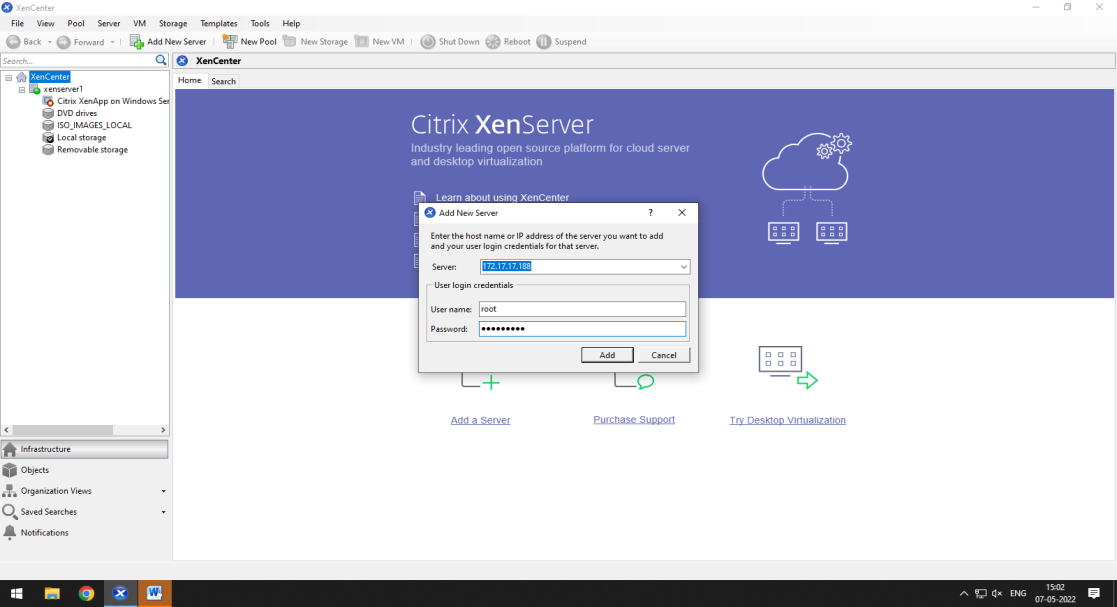 XenCenter
File View Pool Server VM Storage Templates Tools Help
Back Forward Add New Server New Pool New Storage New VM Shut Down Reboot Suspend
Search...
XenCenter
XenCenter
xenserver1
Citrix XenApp on Windows Ser
DVD drives
ISO_IMAGES_LOCAL
Local storage
Removable storage
Home Search
Citrix XenServer
Industry leading open source platform for cloud server
and desktop virtualization
Learn about using XenCenter
Add New Server
?
Enter the host name or IP address of the server you want to add
and your user login credentials for that server.
Server: 172.17.17.188
User login credentials
User name: root
Password: •••••••••
Add Cancel
Add a Server Purchase Support Try Desktop Virtualization
Infrastructure
Objects
Organization Views
Saved Searches
Notifications
ENG
15:02
07-05-2022